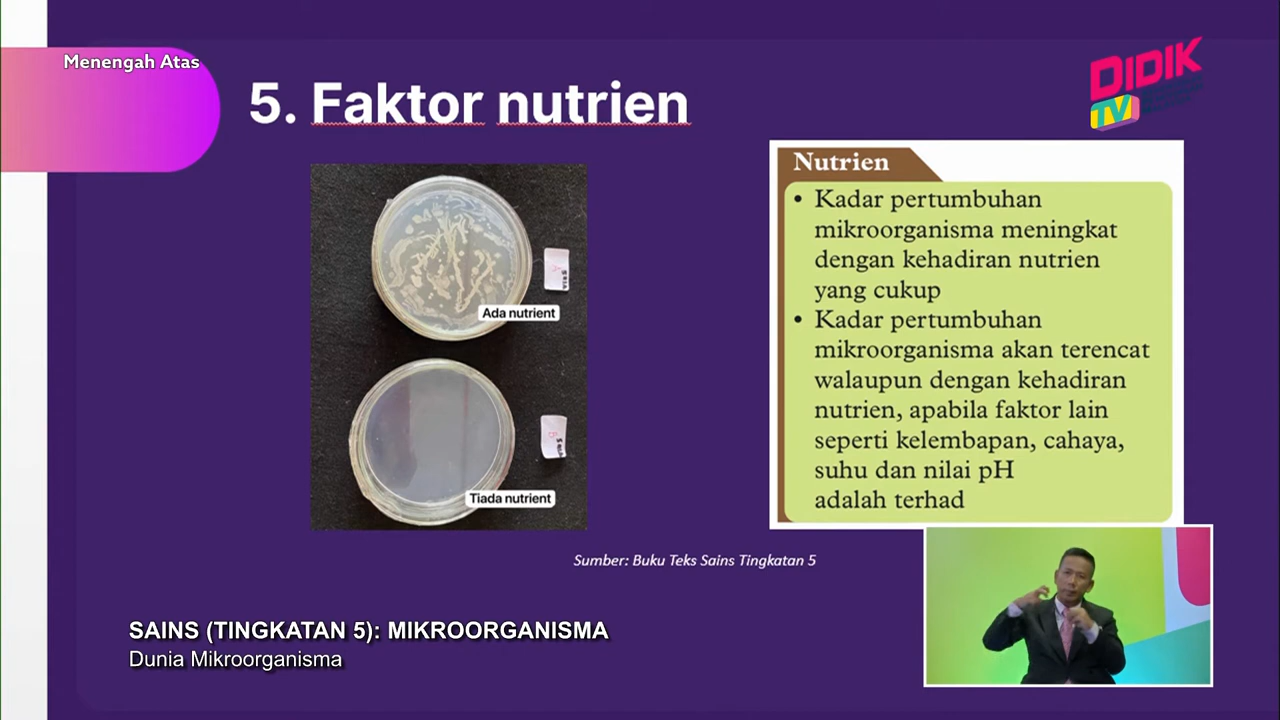 Menengah Atas
DIDIK
TV
5. Faktor nutrien
Ada nutrient
Tiada nutrient
Nutrien
• Kadar pertumbuhan
mikroorganisma meningkat
dengan kehadiran nutrien
yang cukup
• Kadar pertumbuhan
mikroorganisma akan terencat
walaupun dengan kehadiran
nutrien, apabila faktor lain
seperti kelembapan, cahaya,
suhu dan nilai pH
adalah terhad
Sumber: Buku Teks Sains Tingkatan 5
SAINS (TINGKATAN 5): MIKROORGANISMA
Dunia Mikroorganisma